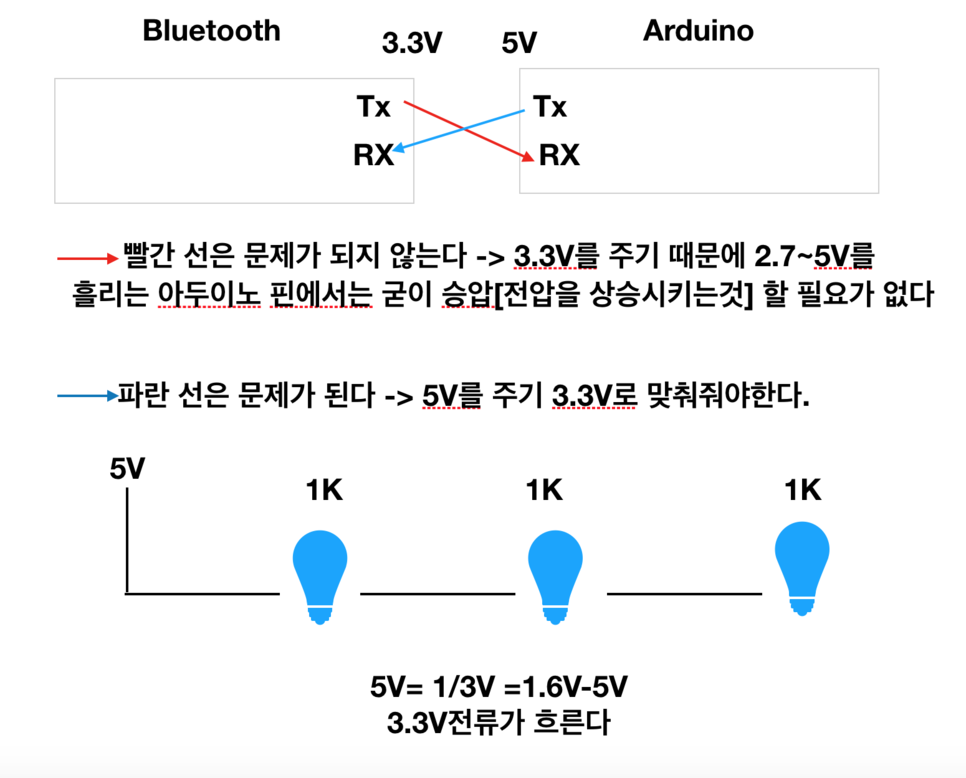 Bluetooth 3.3V 5V Arduino
Tx Tx
RX RX
빨간 선은 문제가 되지 않는다 -> 3.3V를 주기 때문에 2.7~5V를
흘리는 아두이노 핀에서는 굳이 승압[전압을 상승시키는것] 할 필요가 없다
파란 선은 문제가 된다 -> 5V를 주기 3.3V로 맞춰줘야한다.
5V
1K 1K 1K
5V= 1/3V =1.6V-5V
3.3V전류가 흐른다